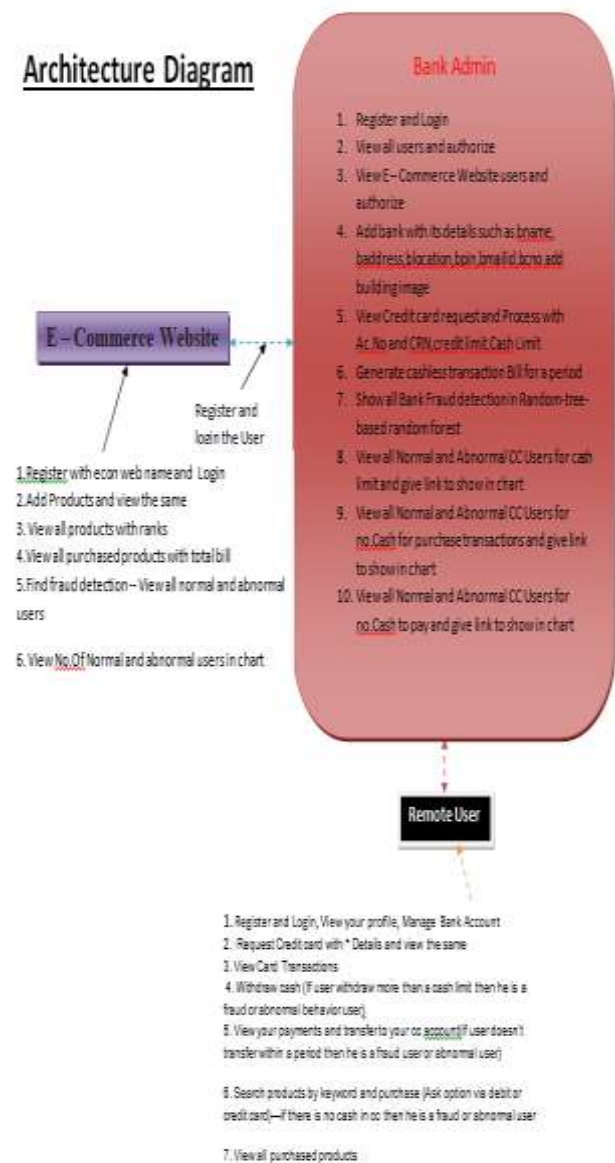 Architecture Diagram
Bank Admin
1. Register and Login
2. View all users and authorize
3. View E – Commerce Website users and
authorize
4. Add bank with its details such as bname,
baddress,blocation,bpin,bmailid,bcno.add
building image
5. View Credit card request and Process with
Ac.No and CRN,credit limit,Cash Limit
6. Generate cashless transaction Bill for a period
7. Show all Bank Fraud detection in Random-tree-
based random forest
8. View all Normal and Abnormal CC Users for cash
limit and give link to show in chart
9. View all Normal and Abnormal CC Users for
no.Cash for purchase transactions and give link
to show in chart
10. View all Normal and Abnormal CC Users for
no.Cash to pay and give link to show in chart
E – Commerce Website
Register and
login the User
1.Register with econ web name and Login
2.Add Products and view the same
3. View all products with ranks
4.View all purchased products with total bill
5.Find fraud detection – View all normal and abnormal
users
6. View No.Of Normal and abnormal users in chart
Remote User
1. Register and Login, View your profile, Manage Bank Account
2. Request Credit card with * Details and view the same
3. View Card Transactions
4. Withdraw cash (If user withdraw more than a cash limit then he is a
fraud or abnormal behavior user)
5. View your payments and transfer to your cc account(If user doesn't
transfer within a period then he is a fraud user or abnormal user)
6. Search products by keyword and purchase (Ask option via debit or
credit card)—if there is no cash in cc then he is a fraud or abnormal user
7. View all purchased products